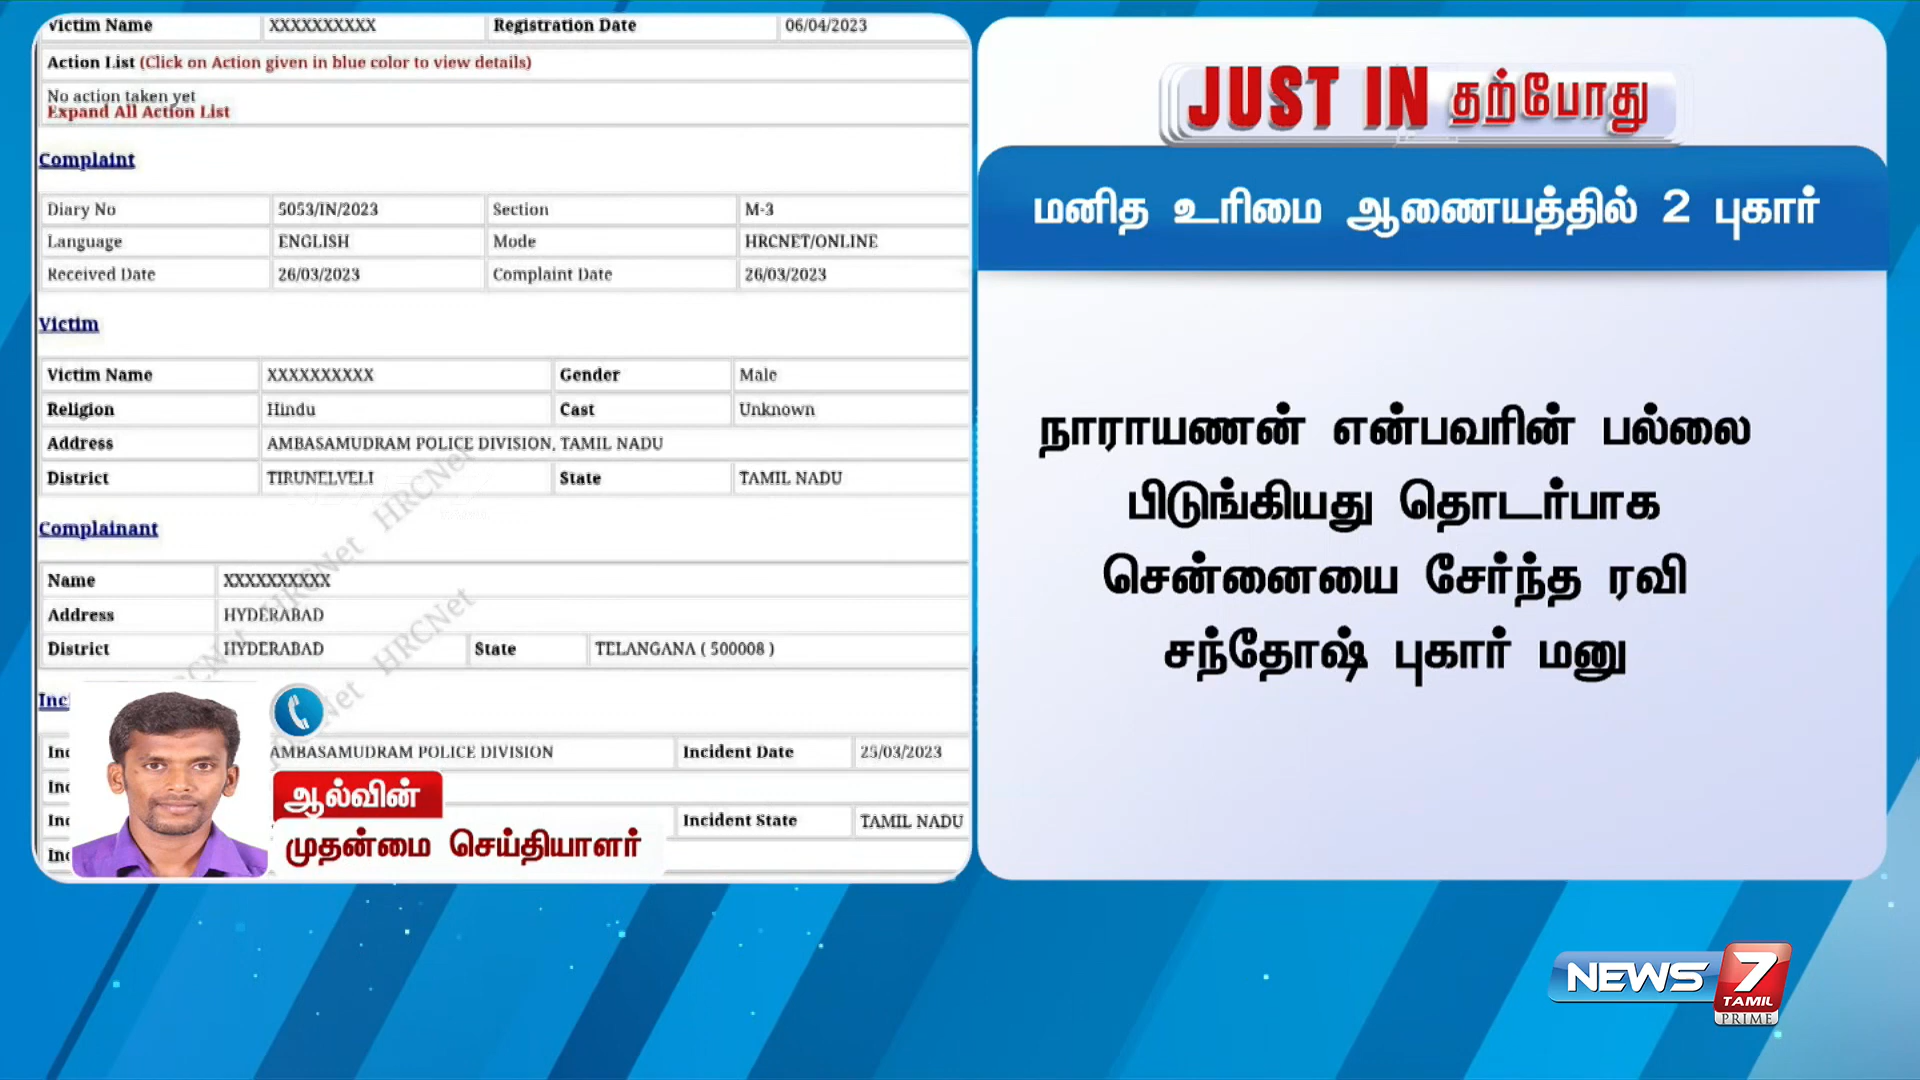 Victim Name XXXXXXXXXX Registration Date 06/04/2023
Action List (Click on Action given in blue color to view details)
No action taken yet
Expand All Action List
Complaint
Diary No 5053/IN/2023 Section M-3
Language ENGLISH Mode HRCNET/ONLINE
Received Date 26/03/2023 Complaint Date 26/03/2023
Victim
Victim Name XXXXXXXXXX Gender Male
Religion Hindu Cast Unknown
Address AMBASAMUDRAM POLICE DIVISION, TAMIL NADU
District TIRUNELVELI State TAMIL NADU
Complainant
Name XXXXXXXXXX
Address HYDERABAD
District HYDERABAD State TELANGANA ( 500008 )
AMBASAMUDRAM POLICE DIVISION Incident Date 25/03/2023
Incident State TAMIL NADU
HRCNet
HRCNet
HRCNet
ஆல்வின்
முதன்மை செய்தியாளர்
JUST IN தற்போது
மனித உரிமை ஆணையத்தில் 2 புகார்
நாராயணன் என்பவரின் பல்லை
பிடுங்கியது தொடர்பாக
சென்னையை சேர்ந்த ரவி
சந்தோஷ் புகார் மனு
NEWS 7
TAMIL
PRIME